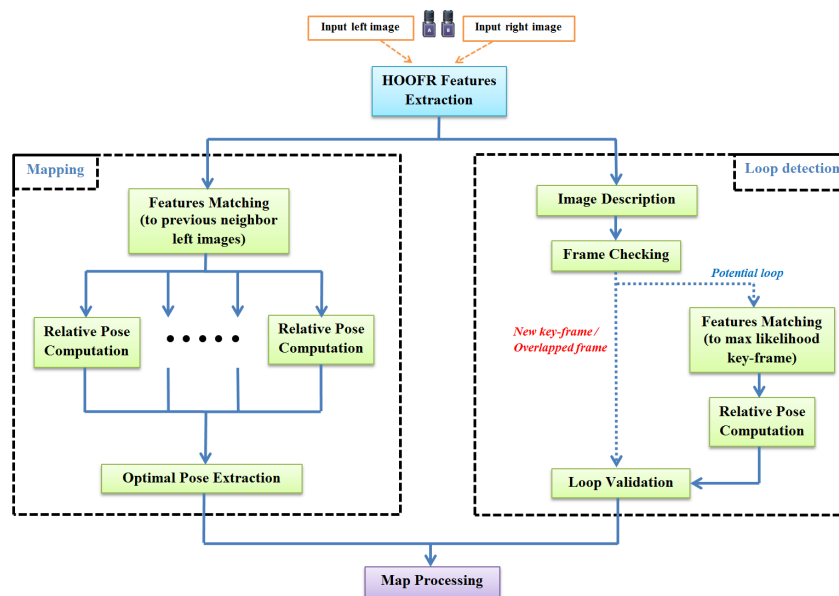 Input left image
A
B
Input right image
HOOFR Features
Extraction
Mapping
Features Matching
(to previous neighbor
left images)
Relative Pose
Computation
Relative Pose
Computation
Optimal Pose Extraction
Loop detection
Image Description
Frame Checking
Potential loop
New key-frame /
Overlapped frame
Features Matching
(to max likelihood
key-frame)
Relative Pose
Computation
Loop Validation
Map Processing